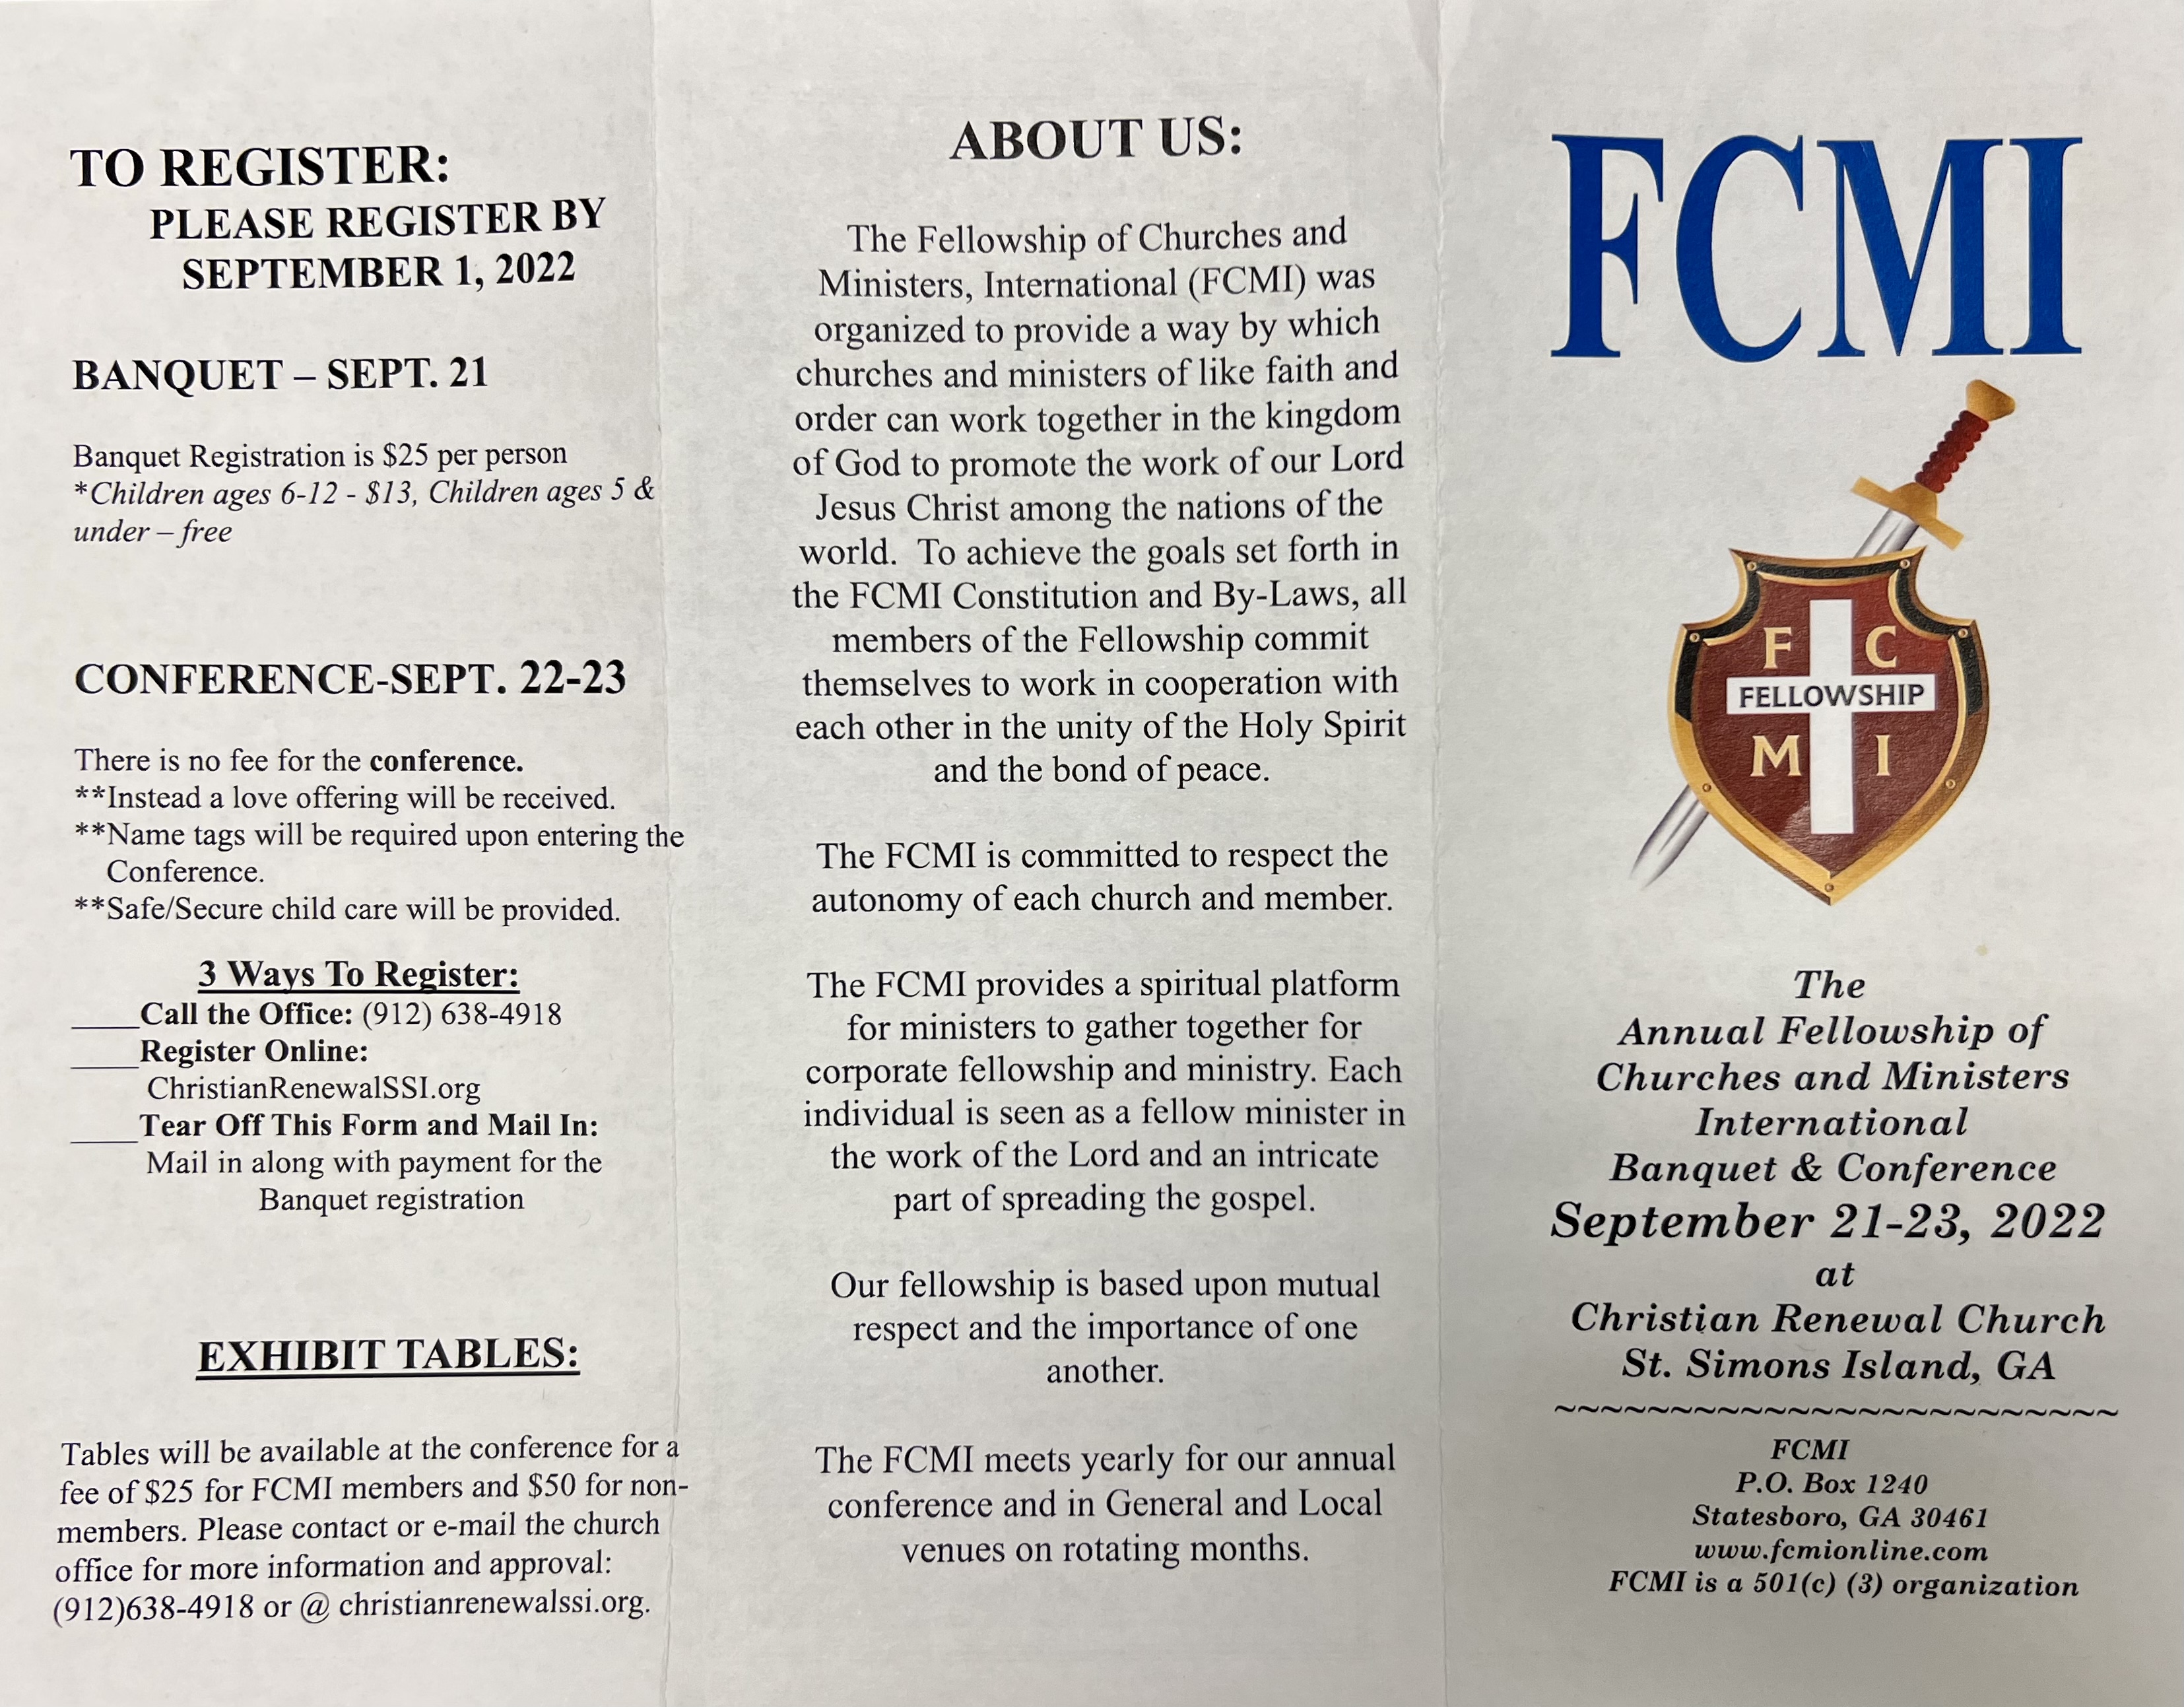 TO REGISTER:
PLEASE REGISTER BY
SEPTEMBER 1, 2022
BANQUET – SEPT. 21
Banquet Registration is $25 per person
*Children ages 6-12 - $13, Children ages 5 &
under – free
CONFERENCE-SEPT. 22-23
There is no fee for the conference.
**Instead a love offering will be received.
**Name tags will be required upon entering the
Conference.
**Safe/Secure child care will be provided.
3 Ways To Register:
____Call the Office: (912) 638-4918
____Register Online:
ChristianRenewalSSI.org
____Tear Off This Form and Mail In:
Mail in along with payment for the
Banquet registration
EXHIBIT TABLES:
Tables will be available at the conference for a
fee of $25 for FCMI members and $50 for non-
members. Please contact or e-mail the church
office for more information and approval:
(912)638-4918 or @ christianrenewalssi.org.
ABOUT US:
The Fellowship of Churches and
Ministers, International (FCMI) was
organized to provide a way by which
churches and ministers of like faith and
order can work together in the kingdom
of God to promote the work of our Lord
Jesus Christ among the nations of the
world.  To achieve the goals set forth in
the FCMI Constitution and By-Laws, all
members of the Fellowship commit
themselves to work in cooperation with
each other in the unity of the Holy Spirit
and the bond of peace.
The FCMI is committed to respect the
autonomy of each church and member.
The FCMI provides a spiritual platform
for ministers to gather together for
corporate fellowship and ministry. Each
individual is seen as a fellow minister in
the work of the Lord and an intricate
part of spreading the gospel.
Our fellowship is based upon mutual
respect and the importance of one
another.
The FCMI meets yearly for our annual
conference and in General and Local
venues on rotating months.
FCMI
F C
FELLOWSHIP
M I
The
Annual Fellowship of
Churches and Ministers
International
Banquet & Conference
September 21-23, 2022
at
Christian Renewal Church
St. Simons Island, GA
~~~~~~~~~~~~~~~~~~~~~~~~
FCMI
P.O. Box 1240
Statesboro, GA 30461
www.fcmionline.com
FCMI is a 501(c) (3) organization